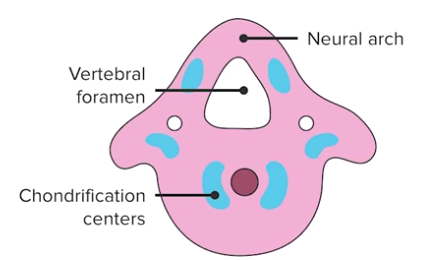 Neural arch
Vertebral
foramen
Chondrification
centers